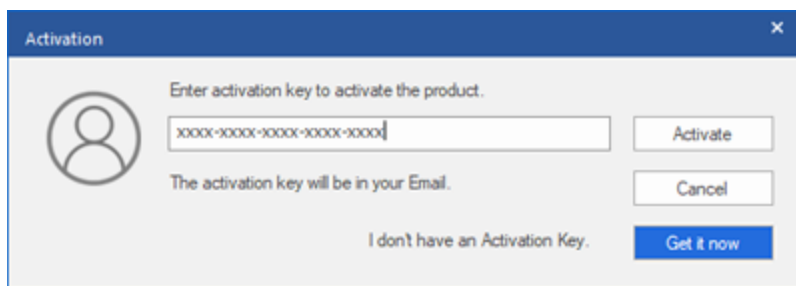 Activation
Enter activation key to activate the product.
xxxx-xxxx-xxxx-xxxx-xxxx
Activate
The activation key will be in your Email.
Cancel
I don't have an Activation Key.
Get it now